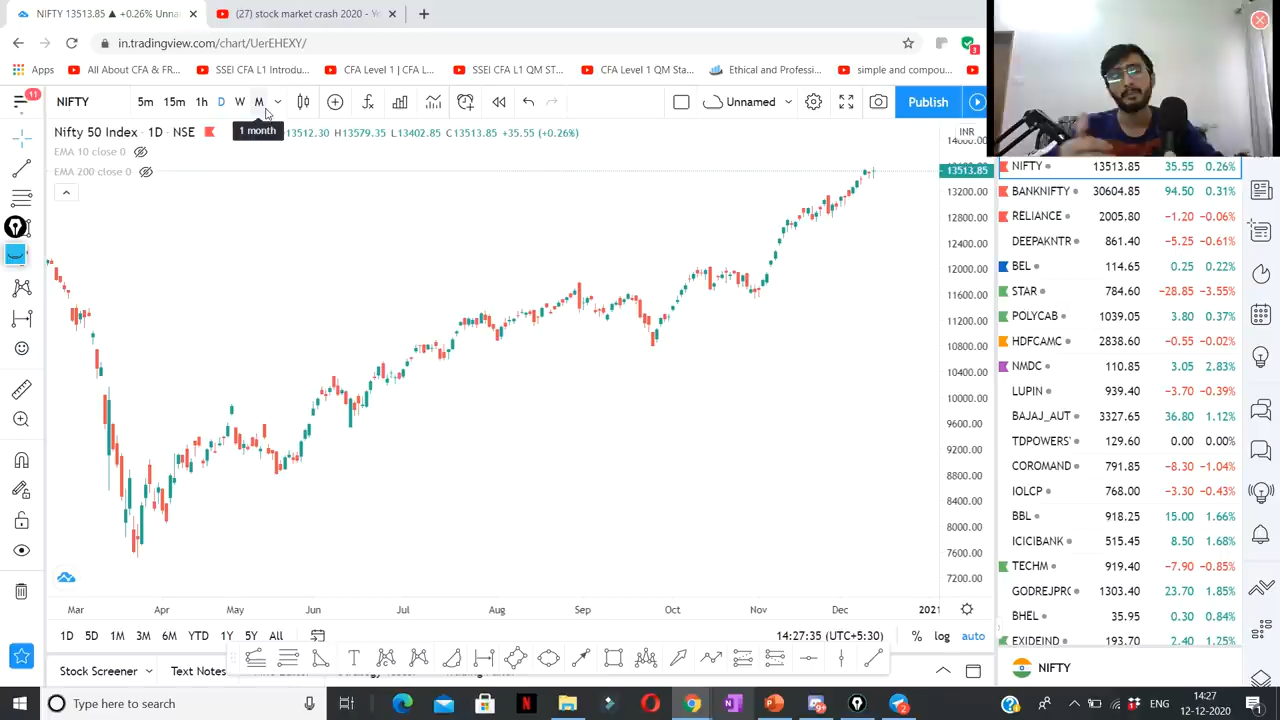 NIFTY 13513.85 ▲ +0.26% Unnam
(27) stock market crash 2020 - Yo
in.tradingview.com/chart/UerEHEXY/
3
Apps
All About CFA & FR...
SSEI CFA L1 Introdu...
CFA Level 1 | CFA L...
SSEI CFA L1 QM ST...
CFA Level 1 QM Sta...
Ethical and Professi...
simple and compou...
11
NIFTY
5m
15m
1h
D
W
M
Unnamed
Publish
1 month
Nifty 50 Index · 1D · NSE
13512.30 H13579.35 L13402.85 C13513.85 +35.55 (+0.26%)
EMA 10 close 0
EMA 200 close 0
INR
14000.00
13513.85
13200.00
12800.00
12400.00
12000.00
11600.00
11200.00
10800.00
10400.00
10000.00
9600.00
9200.00
8800.00
8400.00
8000.00
7600.00
7200.00
Mar Apr May Jun Jul Aug Sep Oct Nov Dec 2021
1D 5D 1M 3M 6M YTD 1Y 5Y All
14:27:35 (UTC+5:30)
% log auto
Stock Screener
Text Notes
NIFTY 13513.85 35.55 0.26%
BANKNIFTY 30604.85 94.50 0.31%
RELIANCE 2005.80 −1.20 −0.06%
DEEPAKNTR 861.40 −5.25 −0.61%
BEL 114.65 0.25 0.22%
STAR 784.60 −28.85 −3.55%
POLYCAB 1039.05 3.80 0.37%
HDFCAMC 2838.60 −0.55 −0.02%
NMDC 110.85 3.05 2.83%
LUPIN 939.40 −3.70 −0.39%
BAJAJ_AUT 3327.65 36.80 1.12%
TDPOWERS 129.60 0.00 0.00%
COROMAND 791.85 −8.30 −1.04%
IOLCP 768.00 −3.30 −0.43%
BBL 918.25 15.00 1.66%
ICICIBANK 515.45 8.50 1.68%
TECHM 919.40 −7.90 −0.85%
GODREJPR 1303.40 23.70 1.85%
BHEL 35.95 0.30 0.84%
EXIDEIND 193.70 2.40 1.25%
NIFTY
Type here to search
ENG
14:27
12-12-2020